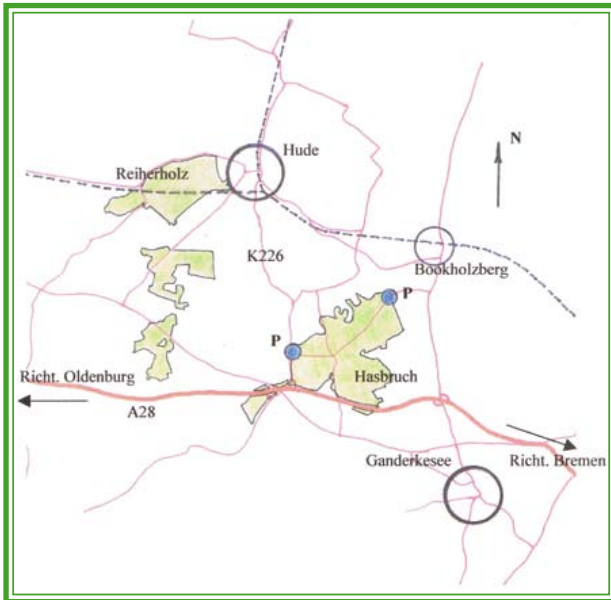 Hude
N
Reiherholz
K226
Bookholzberg
P
P
Richt. Oldenburg
Hasbruch
A28
Ganderkesee
Richt. Bremen